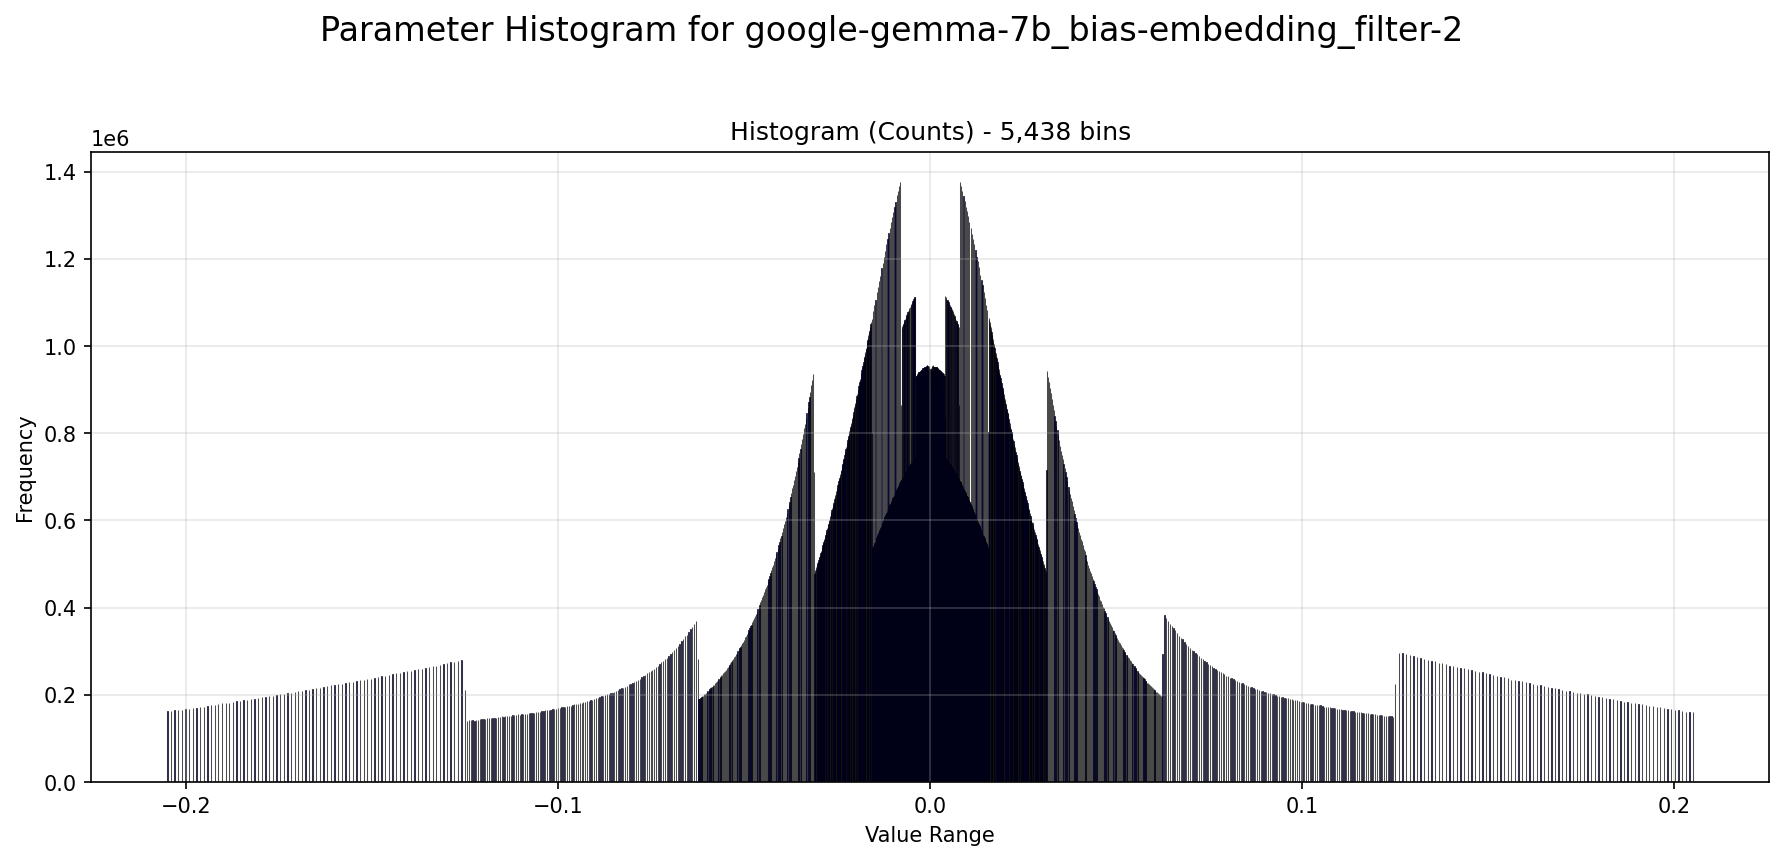 Parameter Histogram for google-gemma-7b_bias-embedding_filter-2
Histogram (Counts) - 5,438 bins
1e6
1.4
1.2
1.0
0.8
0.6
0.4
0.2
0.0
Frequency
−0.2
−0.1
0.0
0.1
0.2
Value Range